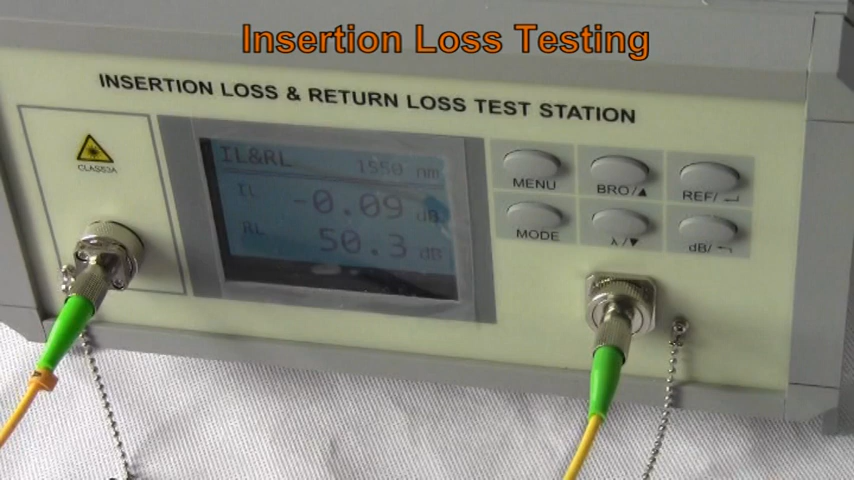 Insertion Loss Testing
INSERTION LOSS & RETURN LOSS TEST STATION
CLASS3A
IL&RL 1550 nm
IL -0.09 dB
RL 50.3 dB
MENU BRO/▲ REF/↵
MODE λ/▼ dB/